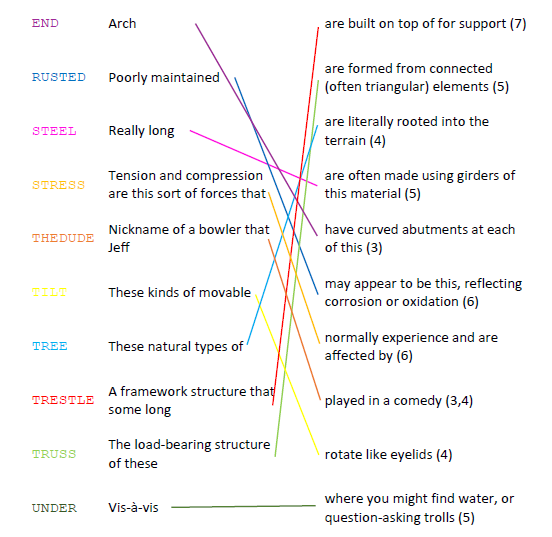 END Arch are built on top of for support (7)
RUSTED Poorly maintained are formed from connected
(often triangular) elements (5)
STEEL Really long are literally rooted into the
terrain (4)
STRESS Tension and compression
are this sort of forces that are often made using girders of
this material (5)
THEDUDE Nickname of a bowler that
Jeff have curved abutments at each
of this (3)
TILT These kinds of movable may appear to be this, reflecting
corrosion or oxidation (6)
TREE These natural types of normally experience and are
affected by (6)
TRESTLE A framework structure that
some long played in a comedy (3,4)
TRUSS The load-bearing structure
of these rotate like eyelids (4)
UNDER Vis-à-vis where you might find water, or
question-asking trolls (5)